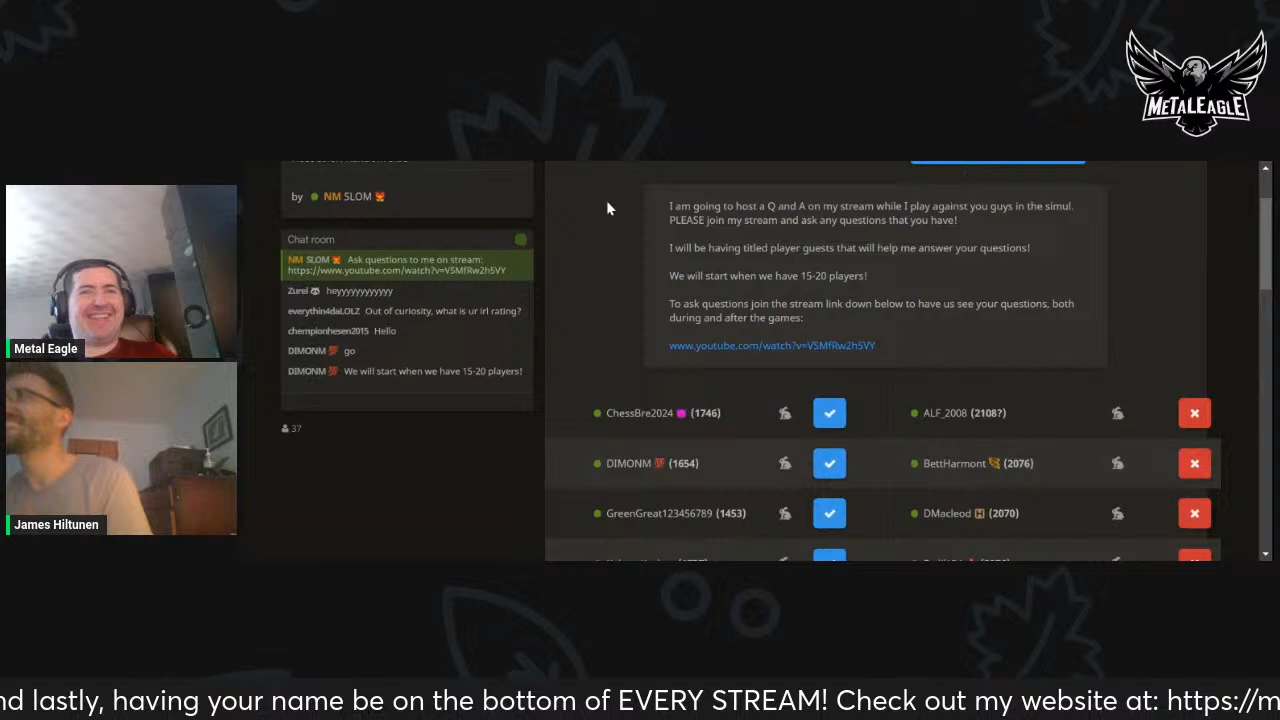 METALEAGLE
by NM SLOM
Chat room
NM SLOM Ask questions to me on stream:
https://www.youtube.com/watch?v=VSMfRw2h5VY
Zurel heyyyyyyyyyyy
everythin4daLOLZ Out of curiosity, what is ur irl rating?
chempionhesen2015 Hello
DIMONM 💯 go
DIMONM 💯 We will start when we have 15-20 players!
37
I am going to host a Q and A on my stream while I play against you guys in the simul.
PLEASE join my stream and ask any questions that you have!
I will be having titled player guests that will help me answer your questions!
We will start when we have 15-20 players!
To ask questions join the stream link down below to have us see your questions, both
during and after the games:
www.youtube.com/watch?v=VSMfRw2h5VY
ChessBre2024 (1746)
ALF_2008 (2108?)
DIMONM 💯 (1654)
BettHarmont (2076)
GreenGreat123456789 (1453)
DMacleod (2070)
Metal Eagle
James Hiltunen
nd lastly, having your name be on the bottom of EVERY STREAM! Check out my website at: https://m